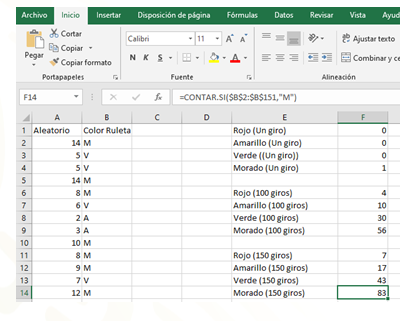 Archivo Inicio Insertar Disposición de página Fórmulas Datos Revisar Vista Ayud
Pegar
Cortar
Copiar
Copiar formato
Portapapeles
Calibri 11 A A
N K S A
Fuente
ab
Ajustar texto
Combinar y ce
Alineación
F14 fx =CONTAR.SI($B$2:$B$151,"M")
A B C D E F
1 Aleatorio Color Ruleta Rojo (Un giro) 0
2 14 M Amarillo (Un giro) 0
3 5 V Verde ((Un giro)) 0
4 5 V Morado (Un giro) 1
5 14 M
6 8 M Rojo (100 giros) 4
7 6 V Amarillo (100 giros) 10
8 2 A Verde (100 giros) 30
9 3 A Morado (100 giros) 56
10 10 M
11 8 M Rojo (150 giros) 7
12 9 M Amarillo (150 giros) 17
13 7 V Verde (150 giros) 43
14 12 M Morado (150 giros) 83